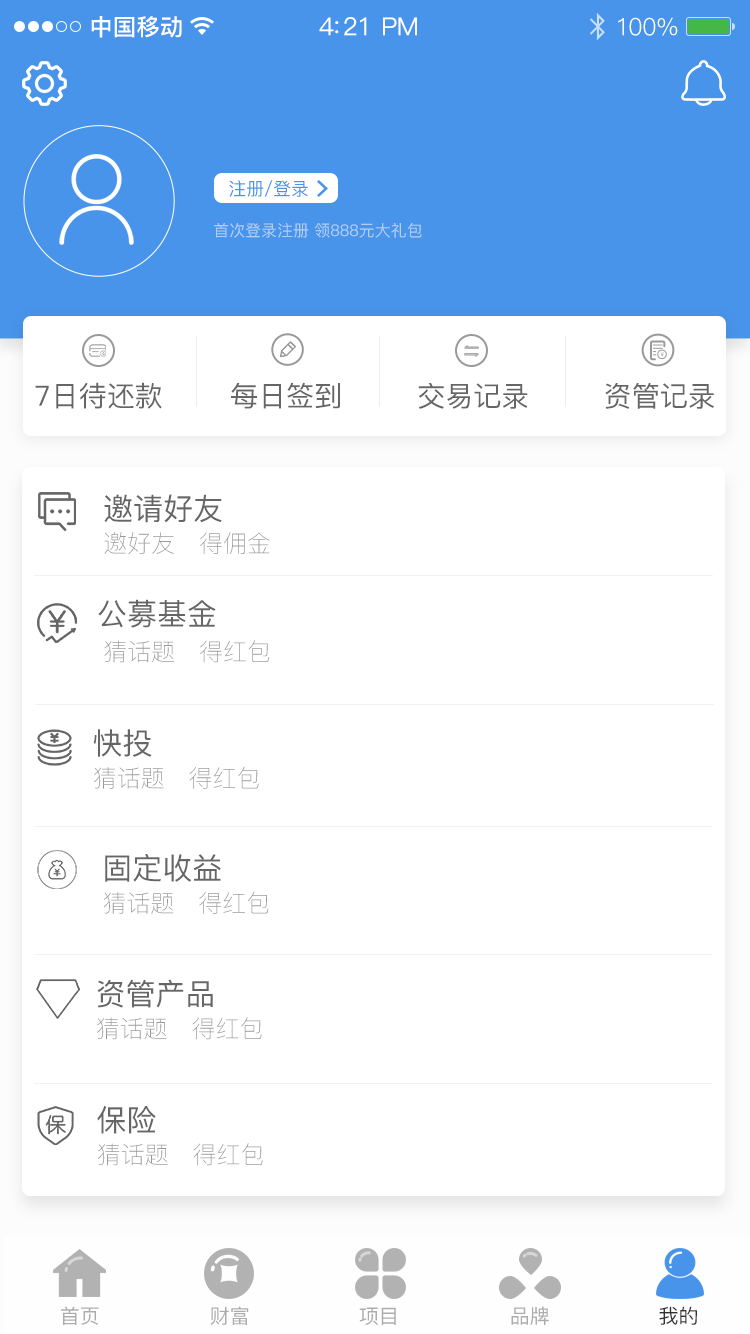 中国移动 4:21 PM 100%
注册/登录
首次登录注册 领888元大礼包
7日待还款 每日签到 交易记录 资管记录
邀请好友
邀好友 得佣金
¥
公募基金
猜话题 得红包
¥
快投
猜话题 得红包
¥
固定收益
猜话题 得红包
资管产品
猜话题 得红包
保
保险
猜话题 得红包
首页 财富 项目 品牌 我的